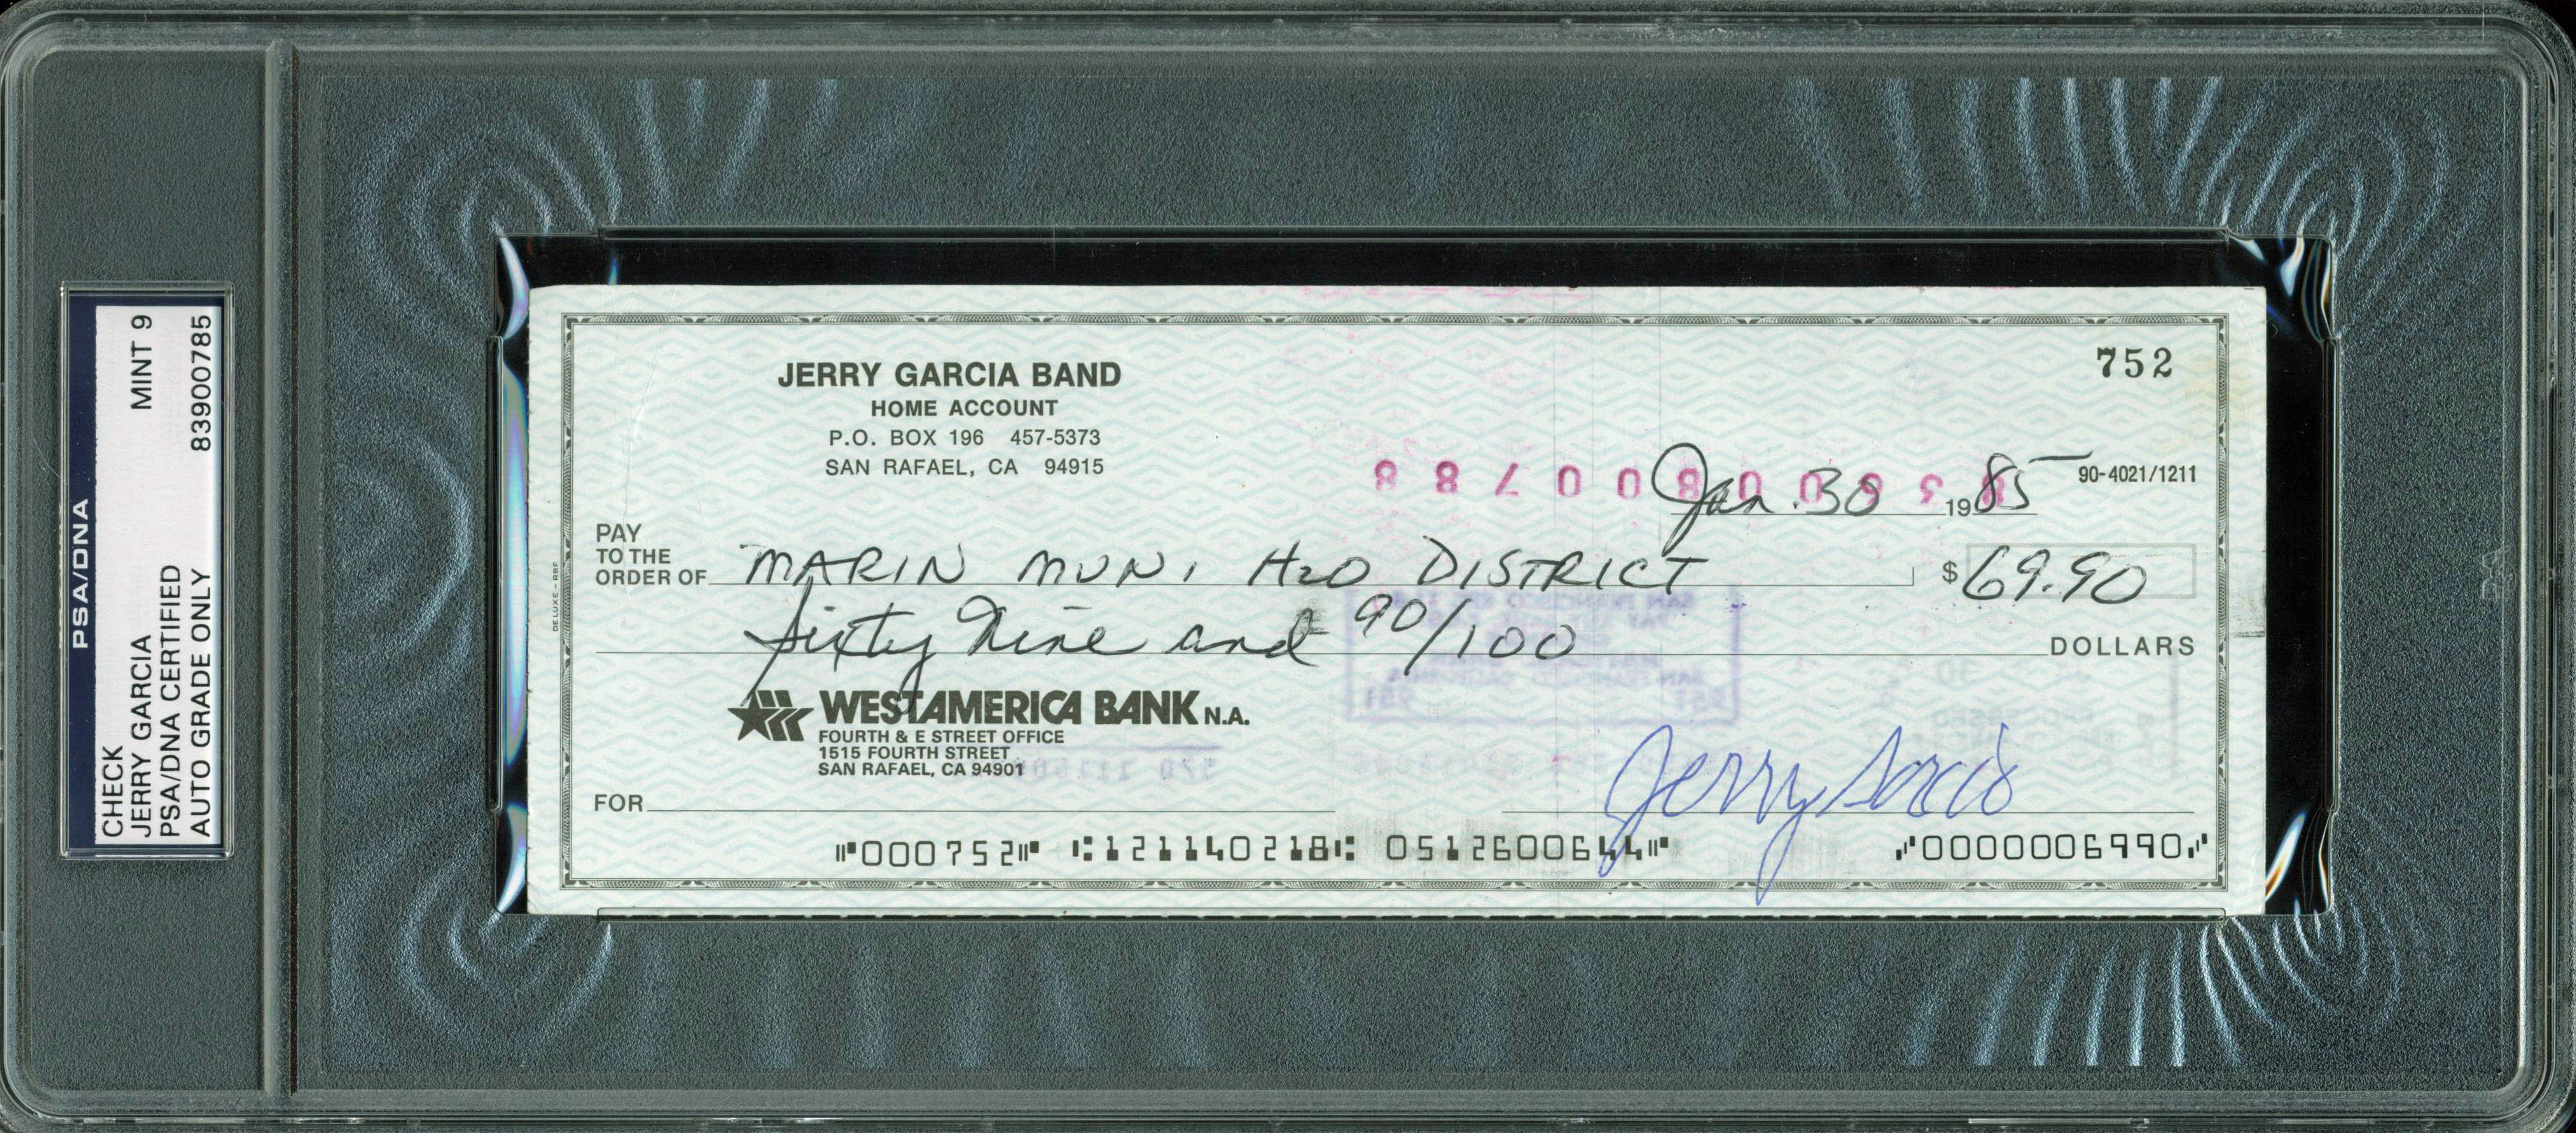 PSA/DNA
CHECK
JERRY GARCIA MINT 9
PSA/DNA CERTIFIED
AUTO GRADE ONLY 83900785
JERRY GARCIA BAND
HOME ACCOUNT
P.O. BOX 196 457-5373
SAN RAFAEL, CA 94915
752
Jan. 30 1985
90-4021/1211
PAY
TO THE
ORDER OF MARIN MUNI H2O DISTRICT $ 69.90
Sixty Nine and 90/100 DOLLARS
WESTAMERICA BANK N.A.
FOURTH & E STREET OFFICE
1515 FOURTH STREET
SAN RAFAEL, CA 94901
FOR
Jerry Garcia
⑈000752⑈ ⑆121140218⑆ 0512600644⑈ ⑇0000006990⑇
DELUXE - RBF